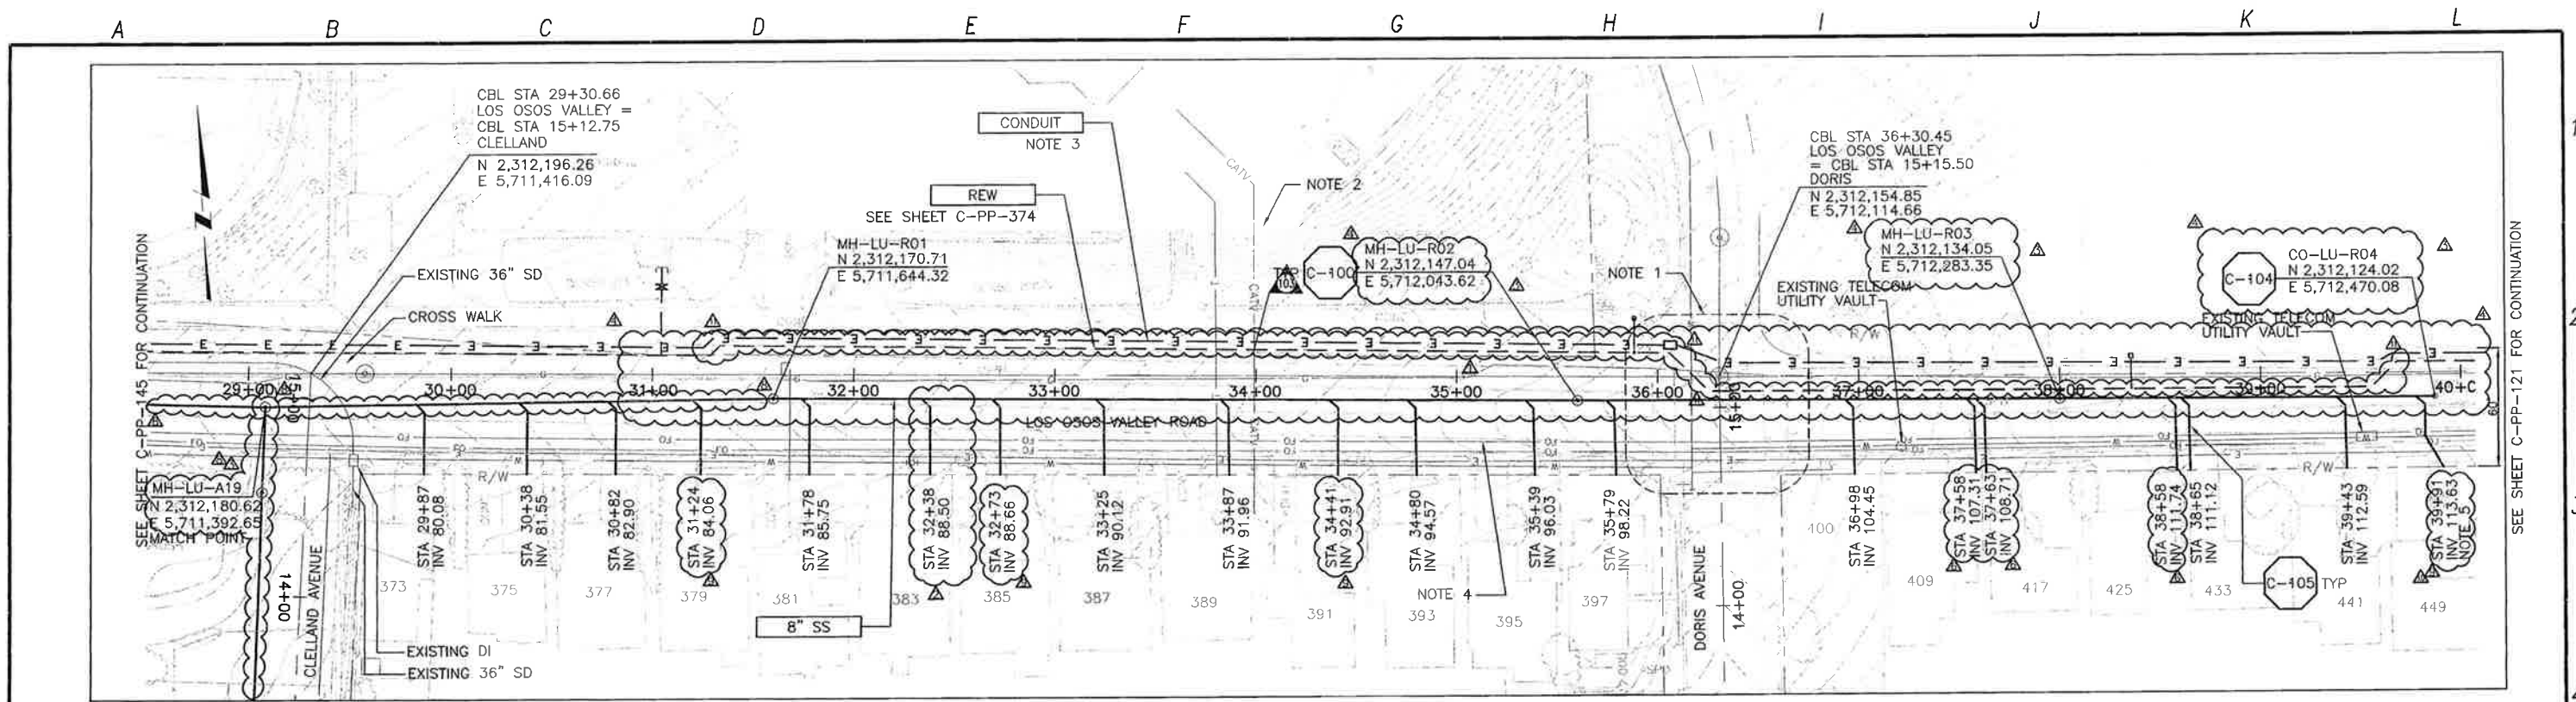 A B C D E F G H I J K L
1
2
CBL STA 29+30.66
LOS OSOS VALLEY =
CBL STA 15+12.75
CLELLAND
N 2,312,196.26
E 5,711,416.09
CONDUIT
NOTE 3
REW
SEE SHEET C-PP-374
MH-LU-R01
N 2,312,170.71
E 5,711,644.32
EXISTING 36" SD
CROSS WALK
CATV
NOTE 2
TYP
103
C-100
MH-LU-R02
N 2,312,147.04
E 5,712,043.62
NOTE 1
CBL STA 36+30.45
LOS OSOS VALLEY
= CBL STA 15+15.50
DORIS
N 2,312,154.85
E 5,712,114.66
MH-LU-R03
N 2,312,134.05
E 5,712,283.35
EXISTING TELECOM
UTILITY VAULT
C-104
CO-LU-R04
N 2,312,124.02
E 5,712,470.08
EXISTING TELECOM
UTILITY VAULT
R/W
SEE SHEET C-PP-145 FOR CONTINUATION
SEE SHEET C-PP-121 FOR CONTINUATION
29+00 30+00 31+00 32+00 33+00 34+00 35+00 36+00 37+00 38+00 39+00
15+00
CATV
LOS OSOS VALLEY ROAD
60
R/W
R/W
MH-LU-A19
N 2,312,180.62
E 5,711,392.65
MATCH POINT
STA 29+87
INV 80.08
STA 30+38
INV 81.55
STA 30+82
INV 82.90
STA 31+24
INV 84.06
STA 31+78
INV 85.75
STA 32+38
INV 88.50
STA 32+73
INV 88.66
STA 33+25
INV 90.12
STA 33+87
INV 91.96
STA 34+41
INV 92.91
STA 34+80
INV 94.57
STA 35+39
INV 96.03
STA 35+79
INV 98.22
STA 36+98
INV 104.45
STA 37+58
INV 107.31
STA 37+63
INV 108.71
STA 38+58
INV 111.74
STA 38+65
INV 111.12
STA 39+43
INV 112.59
STA 39+91
INV 113.63
NOTE 5
373 375 377 379 381 383 385 387 389 391 393 395 397 400 409 417 425 433 441 449
NOTE 4
C-105 TYP
8" SS
14+00
CLELLAND AVENUE
DORIS AVENUE
14+00
EXISTING DI
EXISTING 36" SD